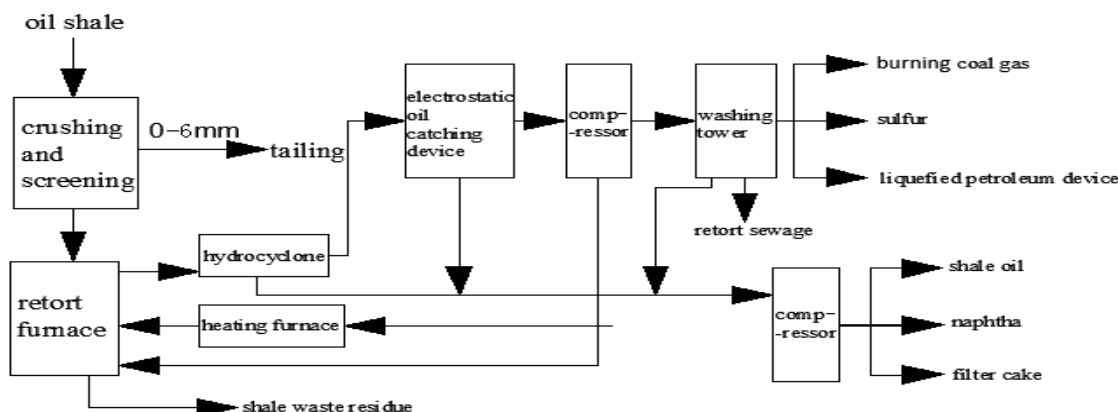 oil shale
crushing
and
screening
0-6mm
tailing
electrostatic
oil
catching
device
comp-
-ressor
washing
tower
burning coal gas
sulfur
liquefied petroleum device
retort sewage
hydrocyclone
retort
furnace
heating furnace
comp-
-ressor
shale oil
naphtha
filter cake
shale waste residue